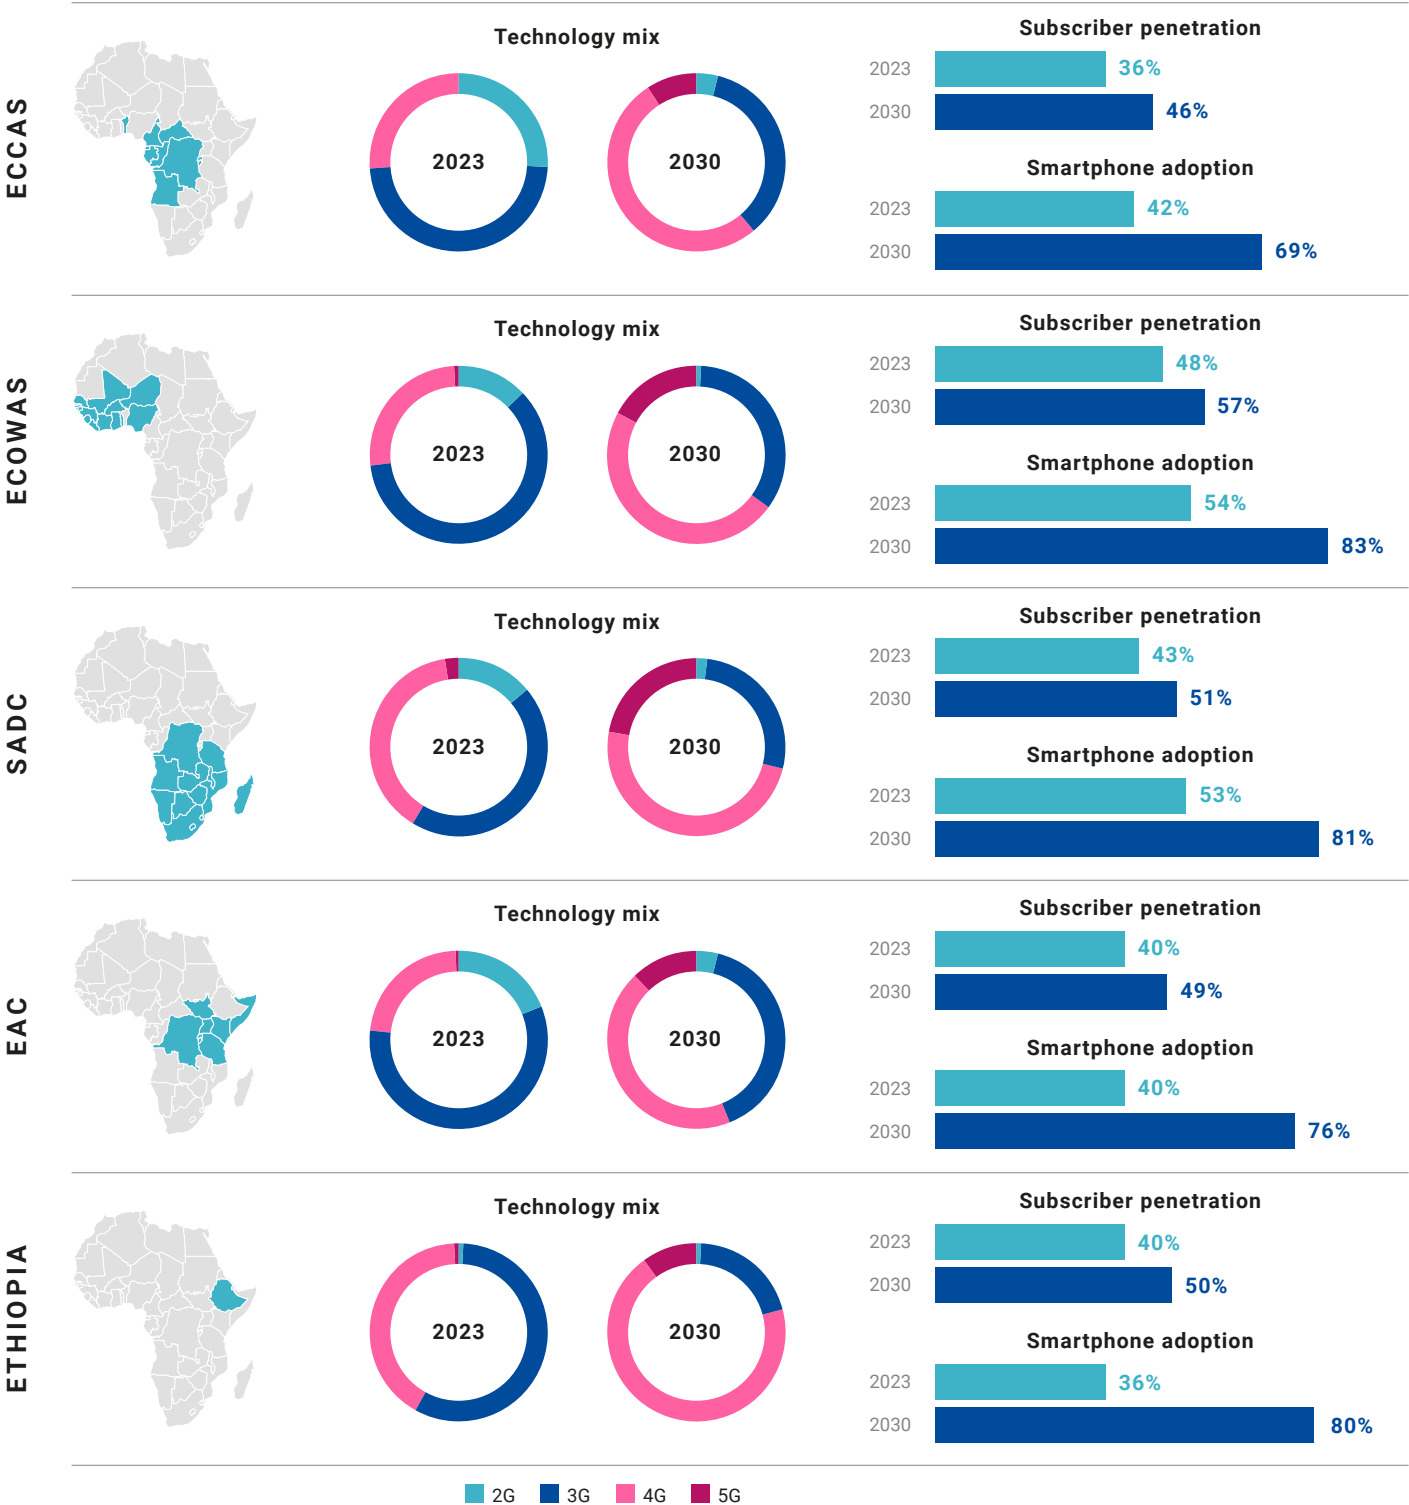 ECCAS
Technology mix
2023
2030
Subscriber penetration
2023 36%
2030 46%
Smartphone adoption
2023 42%
2030 69%
ECOWAS
Technology mix
2023
2030
Subscriber penetration
2023 48%
2030 57%
Smartphone adoption
2023 54%
2030 83%
SADC
Technology mix
2023
2030
Subscriber penetration
2023 43%
2030 51%
Smartphone adoption
2023 53%
2030 81%
EAC
Technology mix
2023
2030
Subscriber penetration
2023 40%
2030 49%
Smartphone adoption
2023 40%
2030 76%
ETHIOPIA
Technology mix
2023
2030
Subscriber penetration
2023 40%
2030 50%
Smartphone adoption
2023 36%
2030 80%
2G 3G 4G 5G